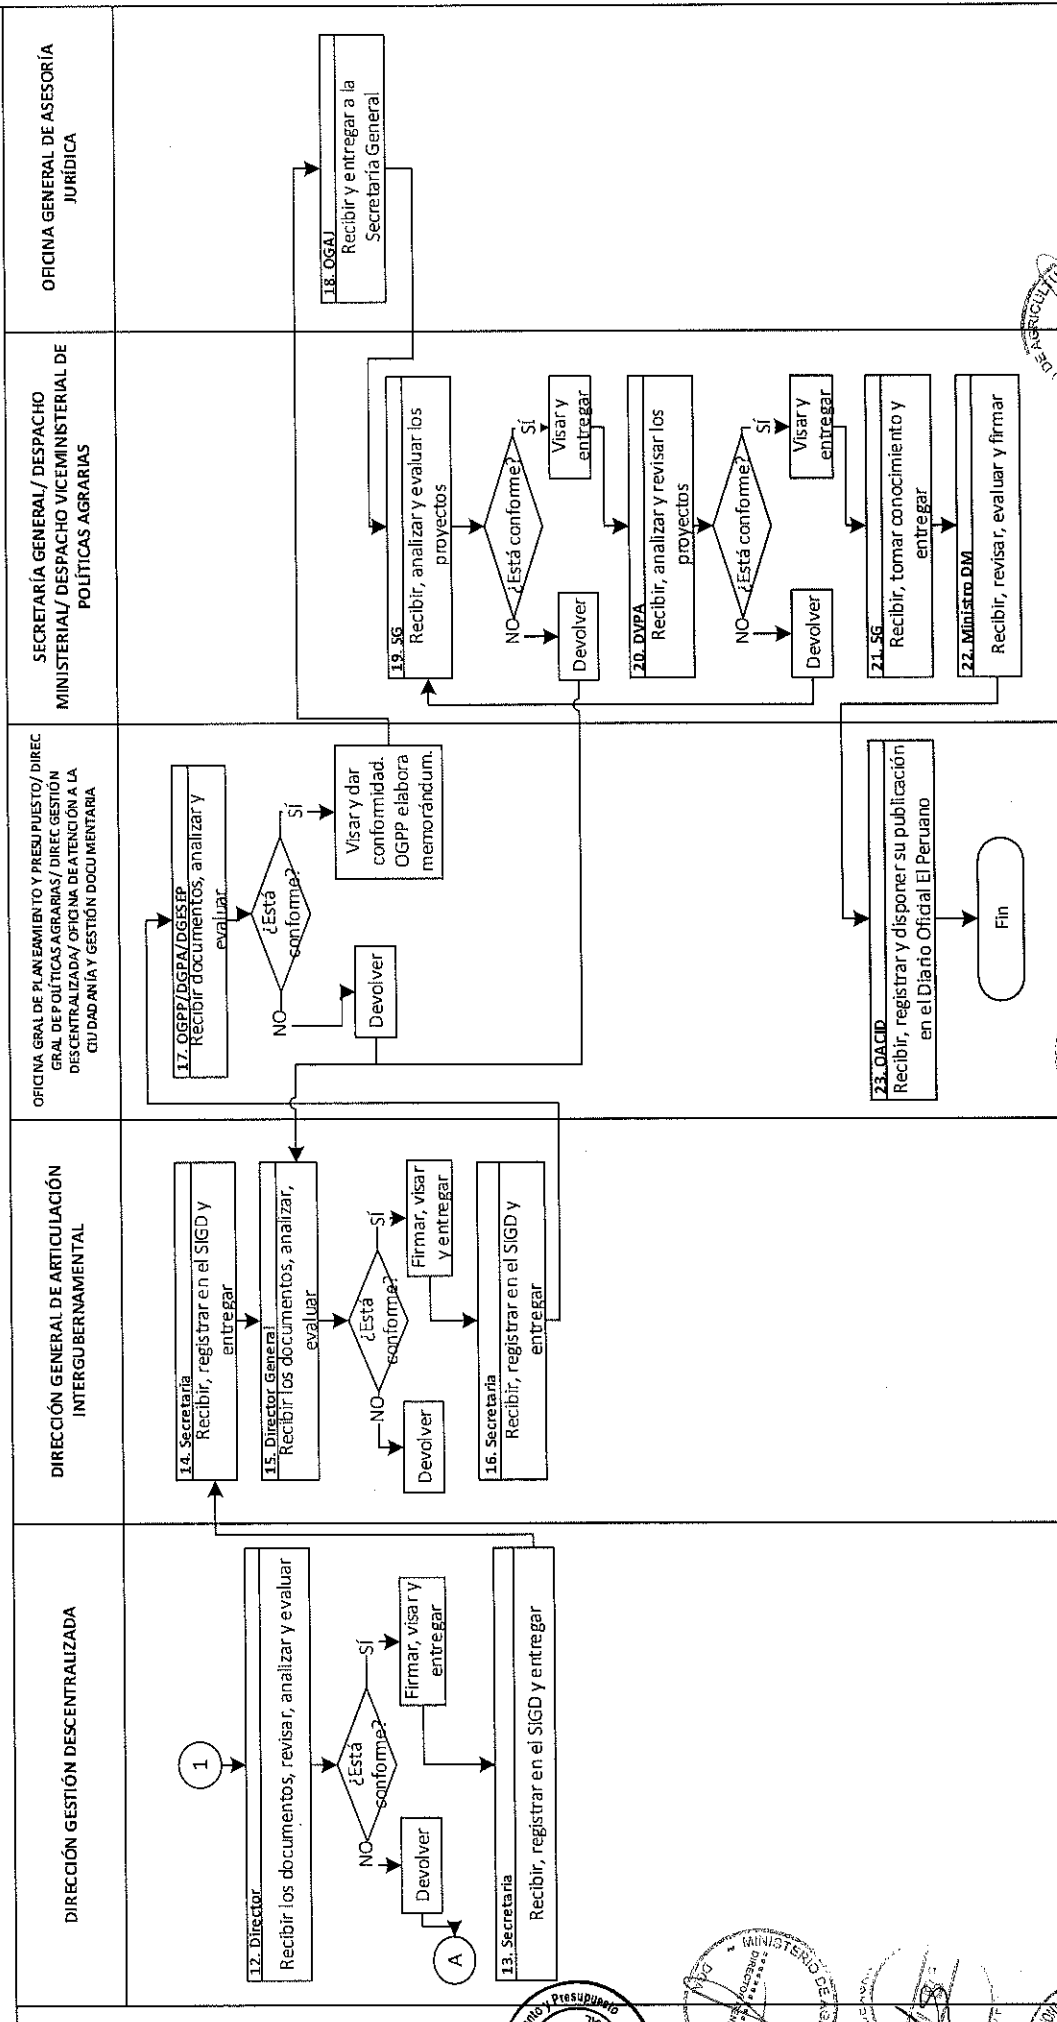 DIRECCIÓN GESTIÓN DESCENTRALIZADA
1
12. Director
Recibir los documentos, revisar, analizar y evaluar
¿Está
conforme?
NO
SÍ
Devolver
Firmar, visar y
entregar
A
13. Secretaria
Recibir, registrar en el SIGD y entregar
DIRECCIÓN GENERAL DE ARTICULACIÓN
INTERGUBERNAMENTAL
14. Secretaria
Recibir, registrar en el SIGD y
entregar
15. Director General
Recibir los documentos, analizar,
evaluar
¿Está
conforme?
NO
SÍ
Devolver
Firmar, visar
y entregar
16. Secretaria
Recibir, registrar en el SIGD y
entregar
OFICINA GRAL DE PLANEAMIENTO Y PRESUPUESTO/ DIREC
GRAL DE POLÍTICAS AGRARIAS/ DIREC GESTIÓN
DESCENTRALIZADA/ OFICINA DE ATENCIÓN A LA
CIUDADANÍA Y GESTIÓN DOCUMENTARIA
17. OGPP/DGPA/DGESEP
Recibir documentos, analizar y
evaluar
¿Está
conforme?
NO
SÍ
Devolver
Visar y dar
conformidad.
OGPP elabora
memorándum.
23. OACID
Recibir, registrar y disponer su publicación
en el Diario Oficial El Peruano
Fin
SECRETARÍA GENERAL/ DESPACHO
MINISTERIAL/ DESPACHO VICEMINISTERIAL DE
POLÍTICAS AGRARIAS
19. SG
Recibir, analizar y evaluar los
proyectos
¿Está conforme?
NO
SÍ
Devolver
Visar y
entregar
20. DVPA
Recibir, analizar y revisar los
proyectos
¿Está conforme?
NO
SÍ
Devolver
Visar y
entregar
21. SG
Recibir, tomar conocimiento y
entregar
22. Ministro DM
Recibir, revisar, evaluar y firmar
OFICINA GENERAL DE ASESORÍA
JURÍDICA
18. OGAJ
Recibir y entregar a la
Secretaría General
y Presupuesto
MINISTERIO DE AG
DE AGRICULT